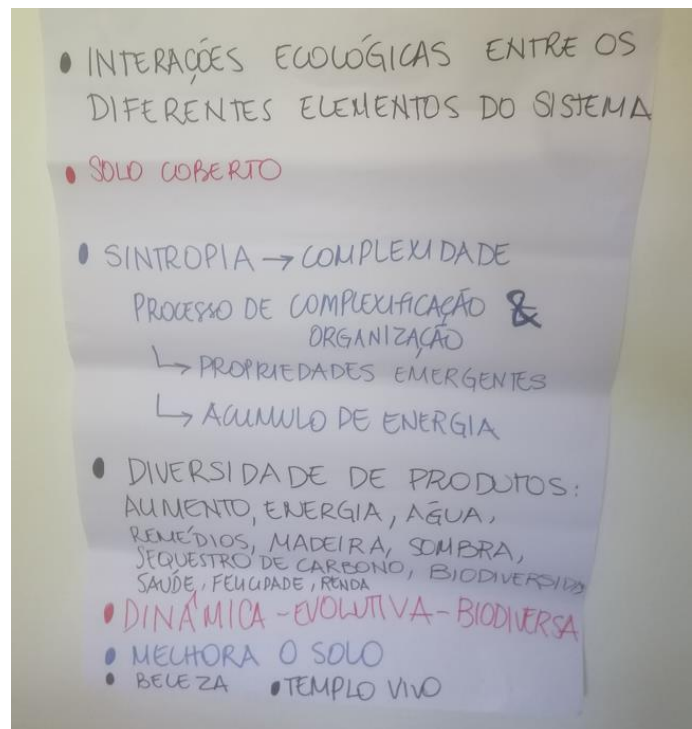 • INTERAÇÕES ECOLÓGICAS ENTRE OS
DIFERENTES ELEMENTOS DO SISTEMA
• SOLO COBERTO
• SINTROPIA → COMPLEXIDADE
PROCESSO DE COMPLEXIFICAÇÃO &
ORGANIZAÇÃO
↳ PROPRIEDADES EMERGENTES
↳ ACUMULO DE ENERGIA
• DIVERSIDADE DE PRODUTOS:
ALIMENTO, ENERGIA, ÁGUA,
REMÉDIOS, MADEIRA, SOMBRA,
SEQUESTRO DE CARBONO, BIODIVERSID
SAÚDE, FELICIDADE, RENDA
• DINÂMICA - EVOLUTIVA - BIODIVERSA
• MELHORA O SOLO
• BELEZA • TEMPLO VIVO